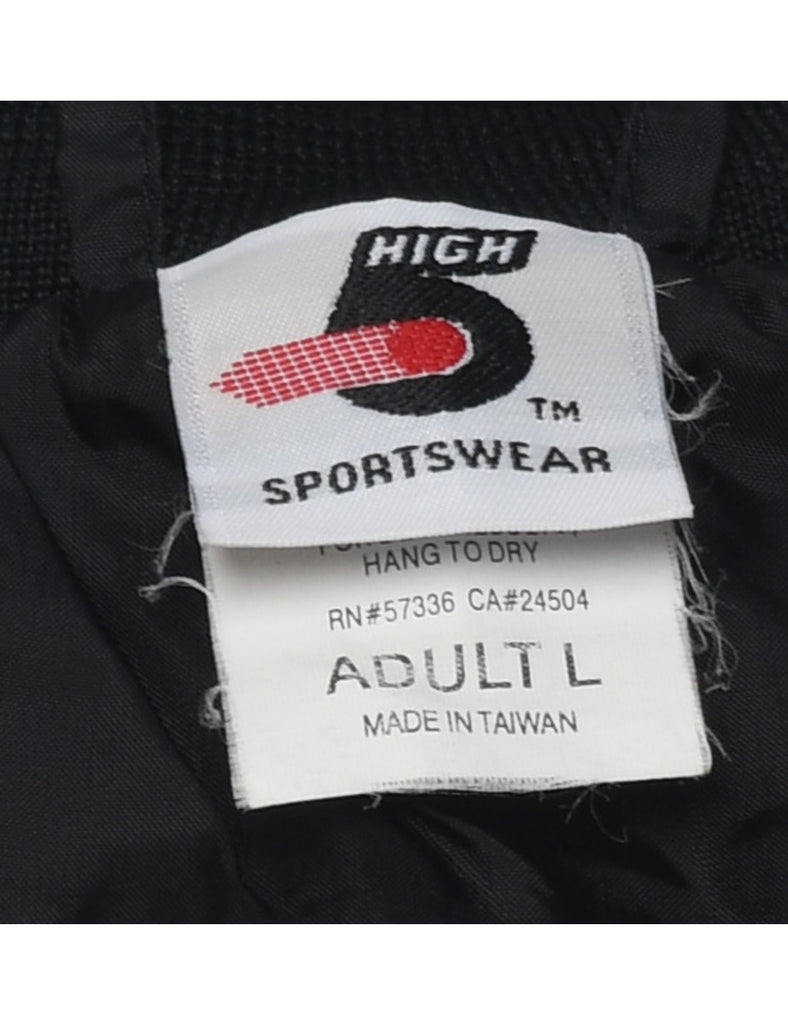 HIGH
5
TM
SPORTSWEAR
HANG TO DRY
RN#57336 CA#24504
ADULT L
MADE IN TAIWAN